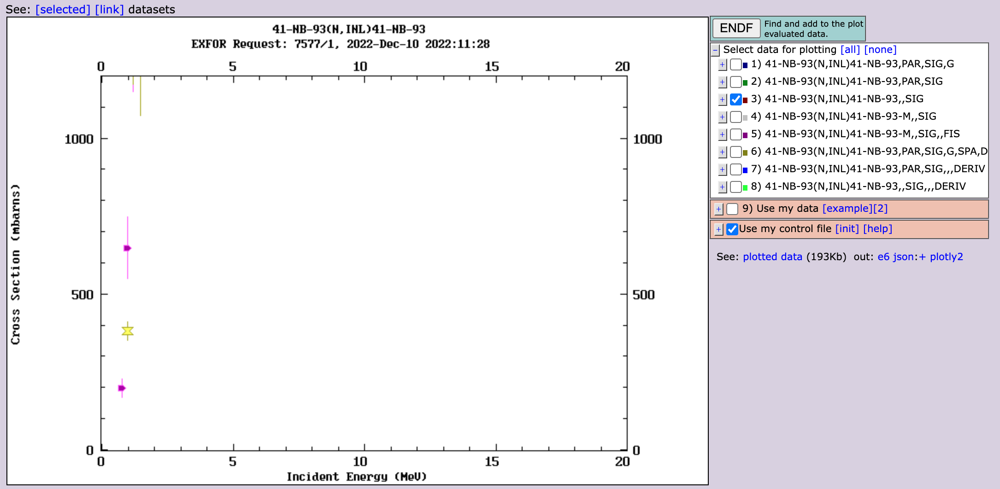 See: [selected] [link] datasets
41-NB-93(N,INL)41-NB-93
EXFOR Request: 7577/1, 2022-Dec-10 2022:11:28
0 5 10 15 20
1000 1000
500 500
0 0
0 5 10 15 20
Incident Energy (MeV)
Cross Section (mbarns)
ENDF Find and add to the plot
evaluated data.
- Select data for plotting [all] [none]
+ 1) 41-NB-93(N,INL)41-NB-93,PAR,SIG,G
+ 2) 41-NB-93(N,INL)41-NB-93,PAR,SIG
+ 3) 41-NB-93(N,INL)41-NB-93,,SIG
+ 4) 41-NB-93(N,INL)41-NB-93-M,,SIG
+ 5) 41-NB-93(N,INL)41-NB-93-M,,SIG,,FIS
+ 6) 41-NB-93(N,INL)41-NB-93,PAR,SIG,G,SPA,D
+ 7) 41-NB-93(N,INL)41-NB-93,PAR,SIG,,,DERIV
+ 8) 41-NB-93(N,INL)41-NB-93,,SIG,,,DERIV
+ 9) Use my data [example][2]
+ Use my control file [init] [help]
See: plotted data (193Kb) out: e6 json:+ plotly2